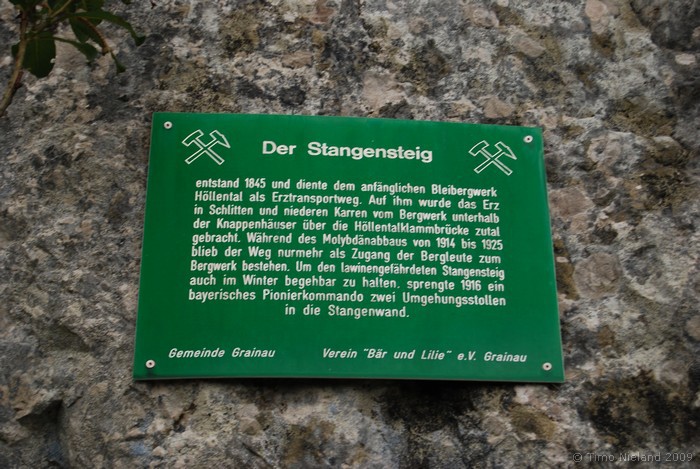 Der Stangensteig
entstand 1845 und diente dem anfänglichen Bleibergwerk
Höllental als Erztransportweg. Auf ihm wurde das Erz
in Schlitten und niederen Karren vom Bergwerk unterhalb
der Knappenhäuser über die Höllentalklammbrücke zutal
gebracht. Während des Molybdänabbaus von 1914 bis 1925
blieb der Weg nurmehr als Zugang der Bergleute zum
Bergwerk bestehen. Um den lawinengefährdeten Stangensteig
auch im Winter begehbar zu halten, sprengte 1916 ein
bayerisches Pionierkommando zwei Umgehungsstollen
in die Stangenwand.
Gemeinde Grainau Verein "Bär und Lilie" e.V. Grainau
© Timo Nieland 2009